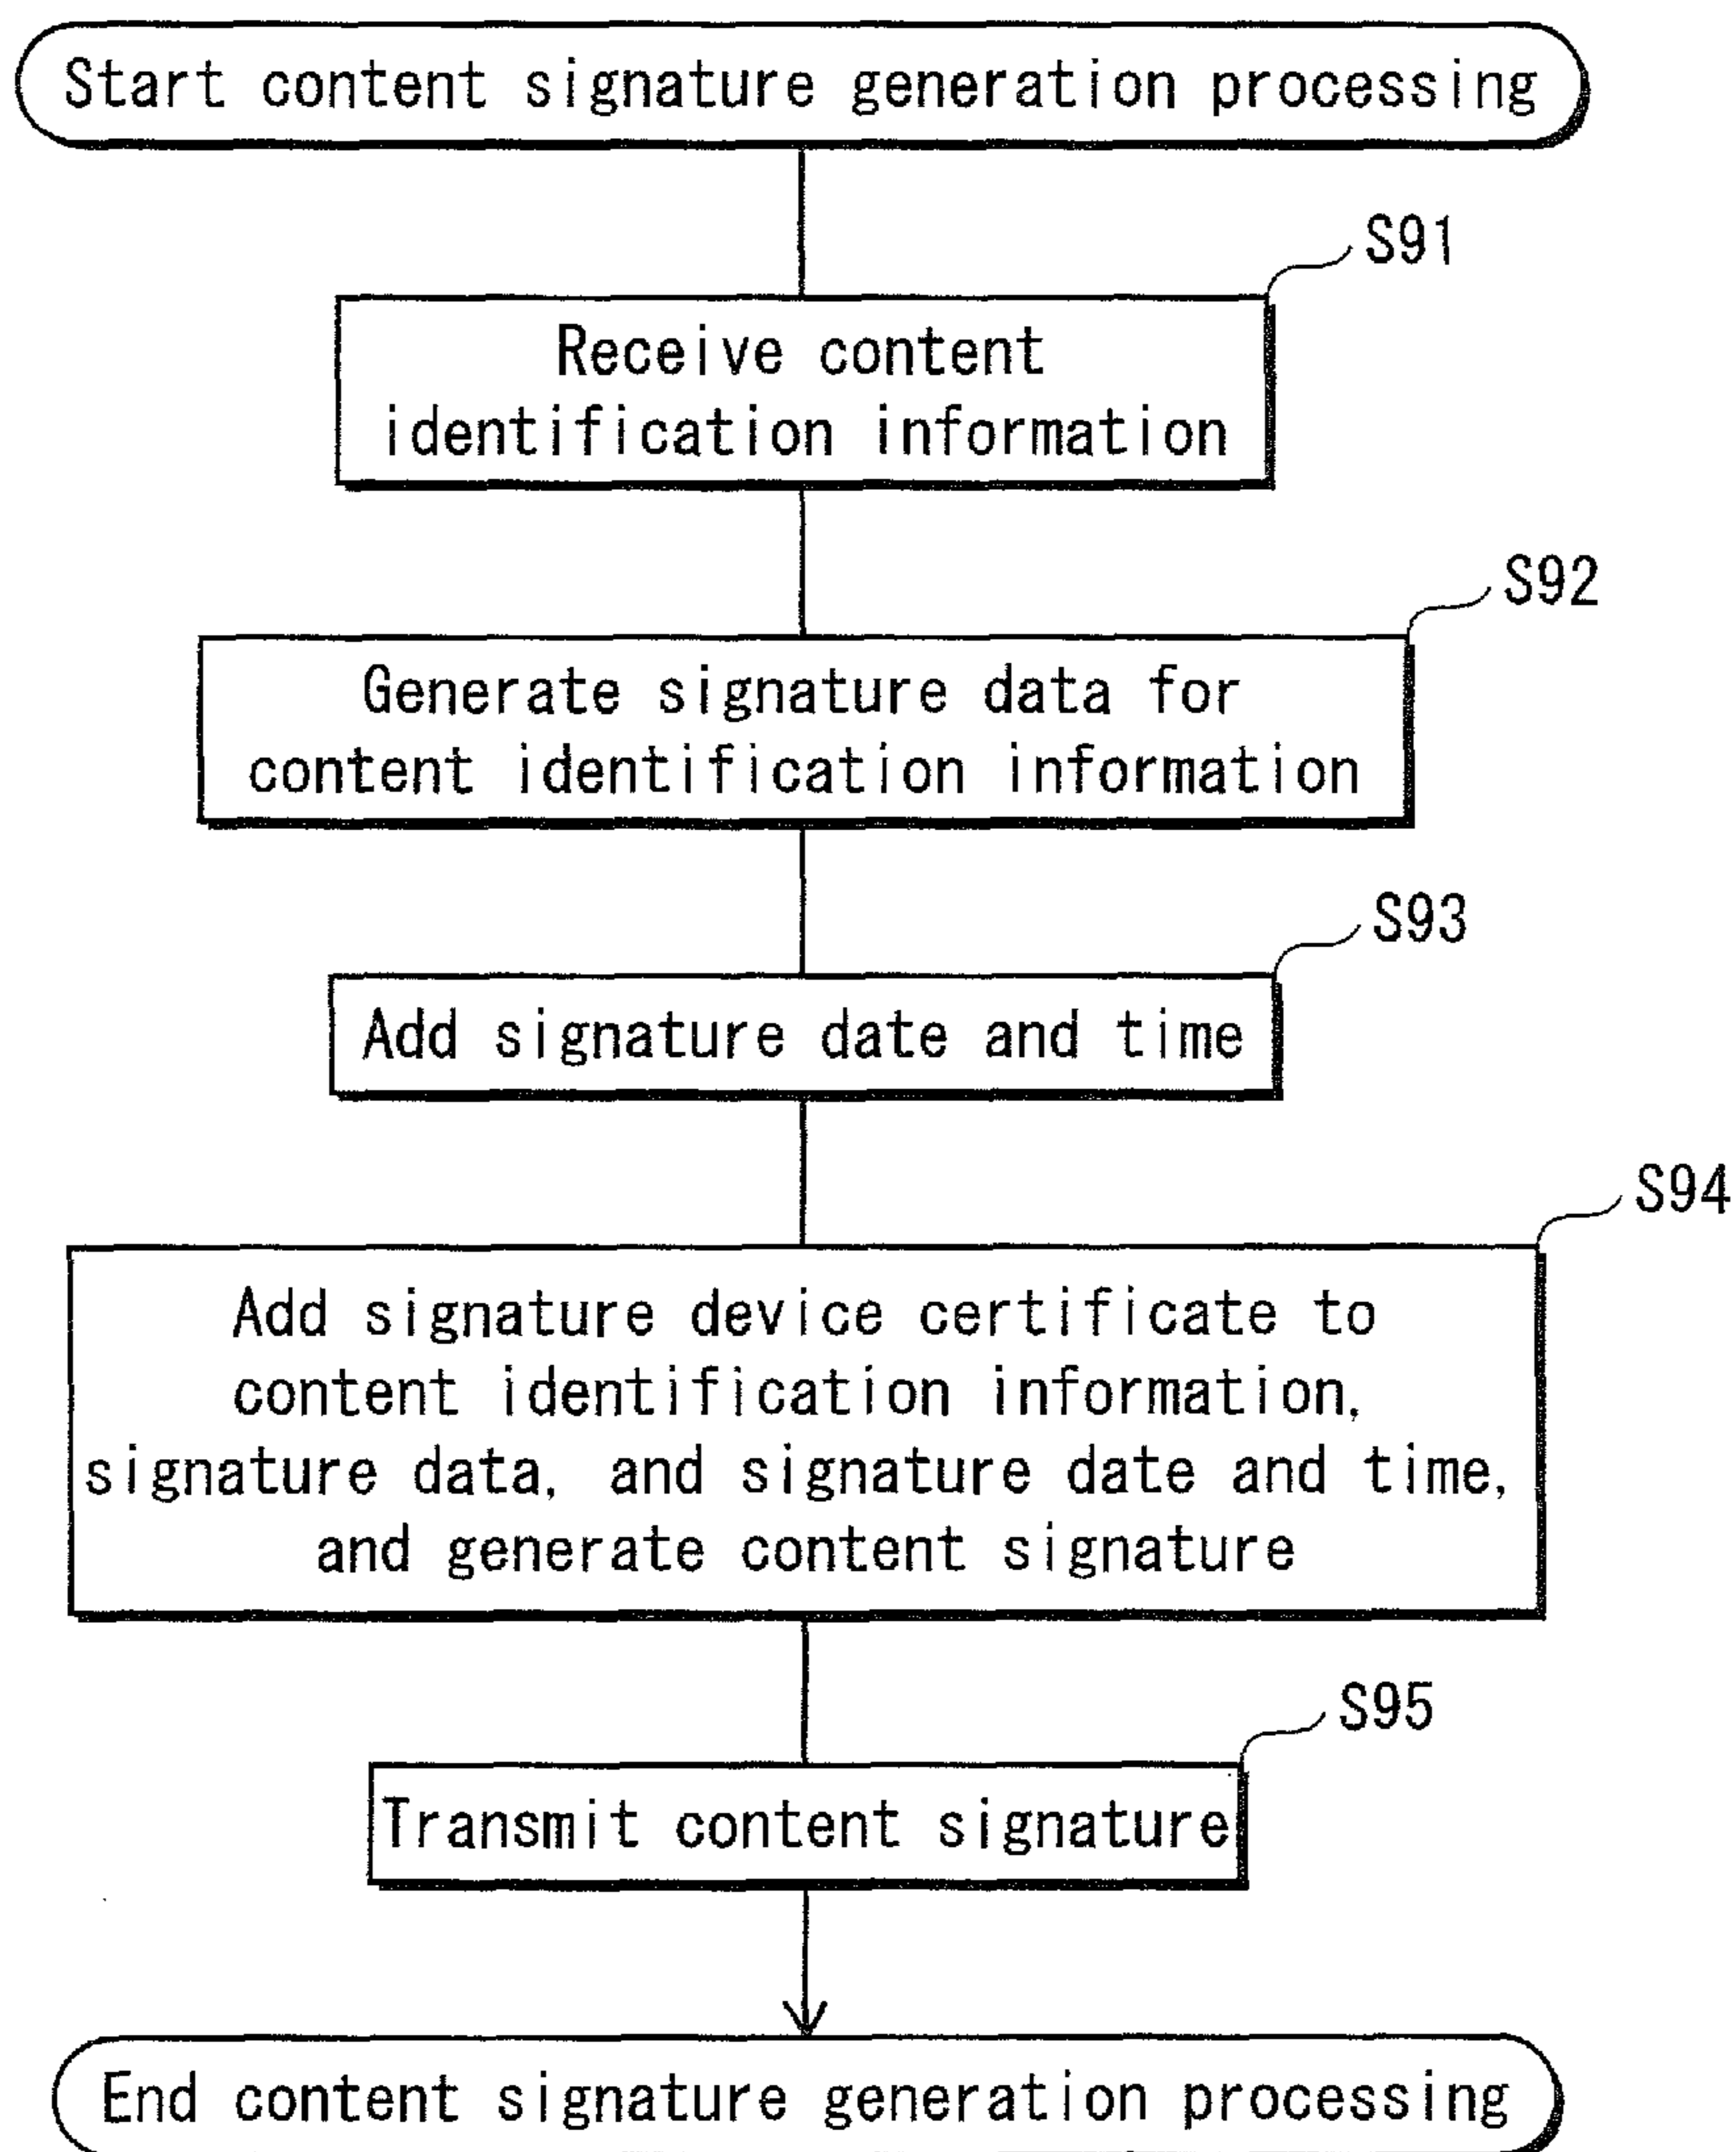 Start content signature generation processing
S91
Receive content
identification information
S92
Generate signature data for
content identification information
S93
Add signature date and time
S94
Add signature device certificate to
content identification information,
signature data, and signature date and time,
and generate content signature
S95
Transmit content signature
End content signature generation processing